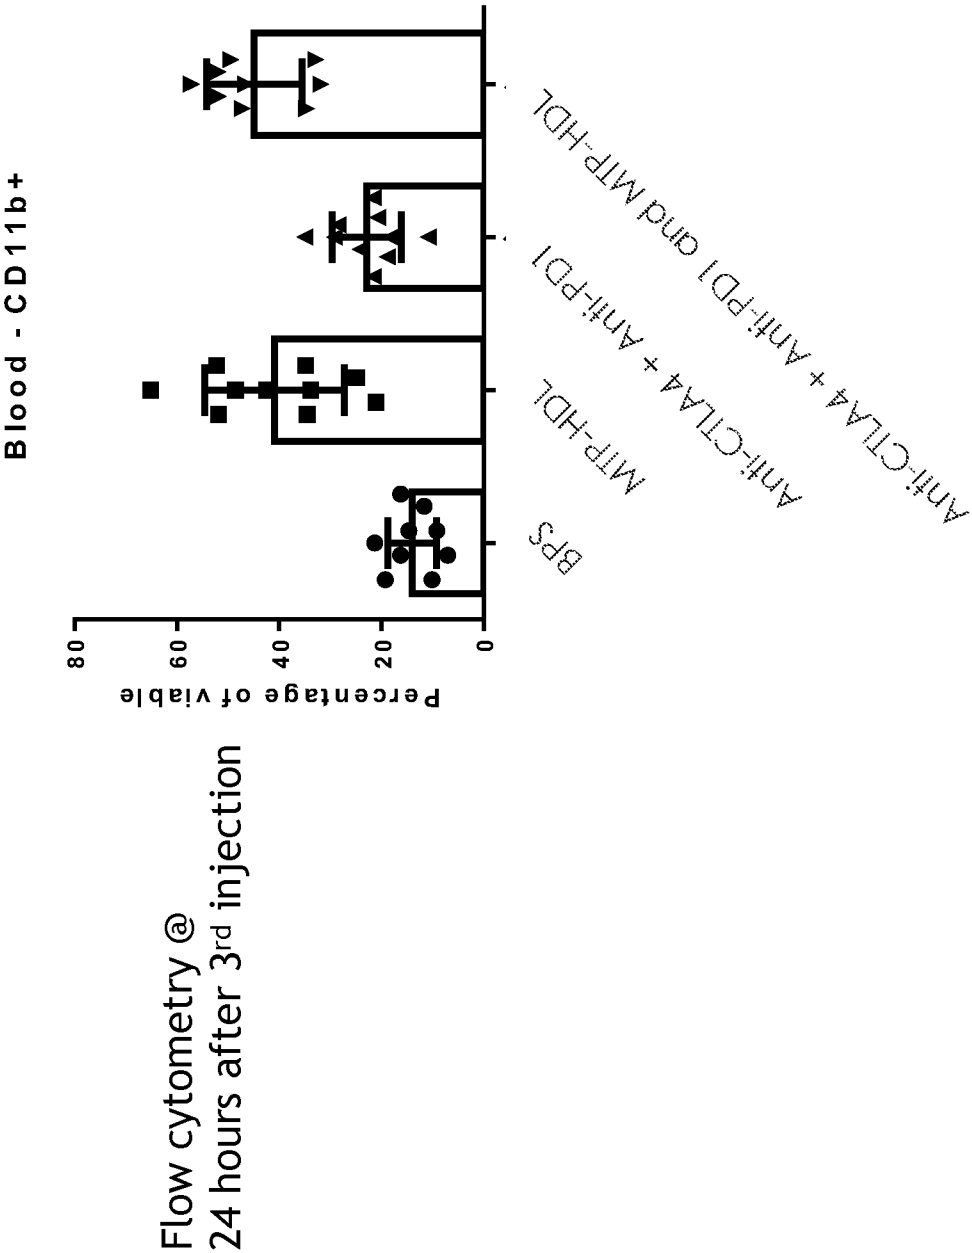 Flow cytometry @
24 hours after 3rd injection
Blood - CD11b+
Percentage of viable
80
60
40
20
0
BPS
MTP-HDL
Anti-CTLA4 + Anti-PD1
Anti-CTLA4 + Anti-PD1 and MTP-HDL